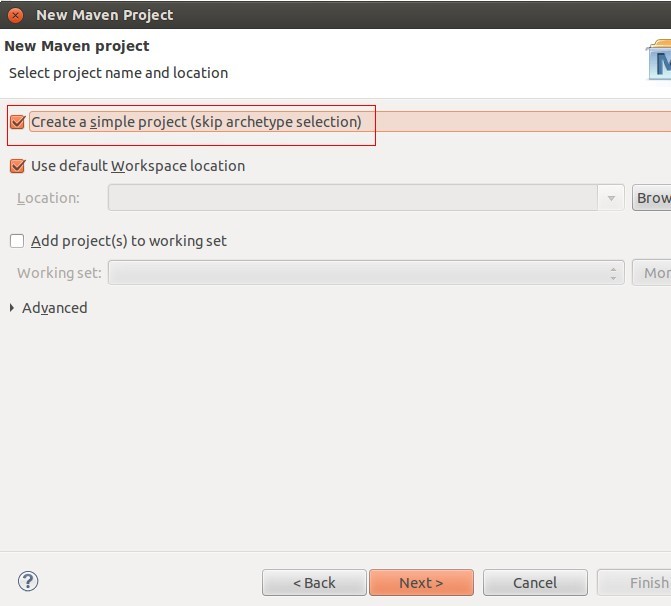 New Maven Project
New Maven project
Select project name and location
Create a simple project (skip archetype selection)
Use default Workspace location
Location:
Brow
Add project(s) to working set
Working set:
Mor
Advanced
? < Back Next > Cancel Finish